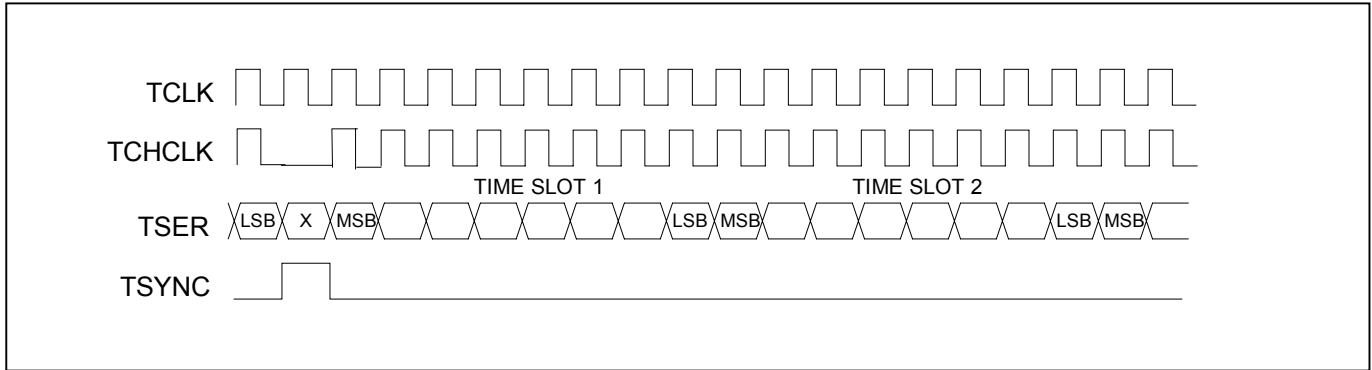 TCLK
TCHCLK
TIME SLOT 1 TIME SLOT 2
TSER LSB X MSB LSB MSB LSB MSB
TSYNC